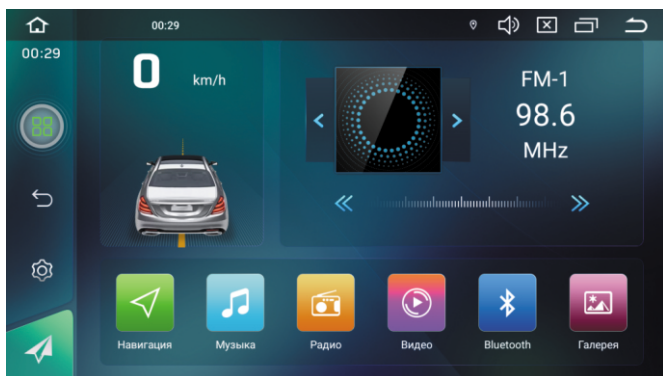 00:29
00:29
0 km/h
FM-1
98.6
MHz
Навигация Музыка Радио Видео Bluetooth Галерея